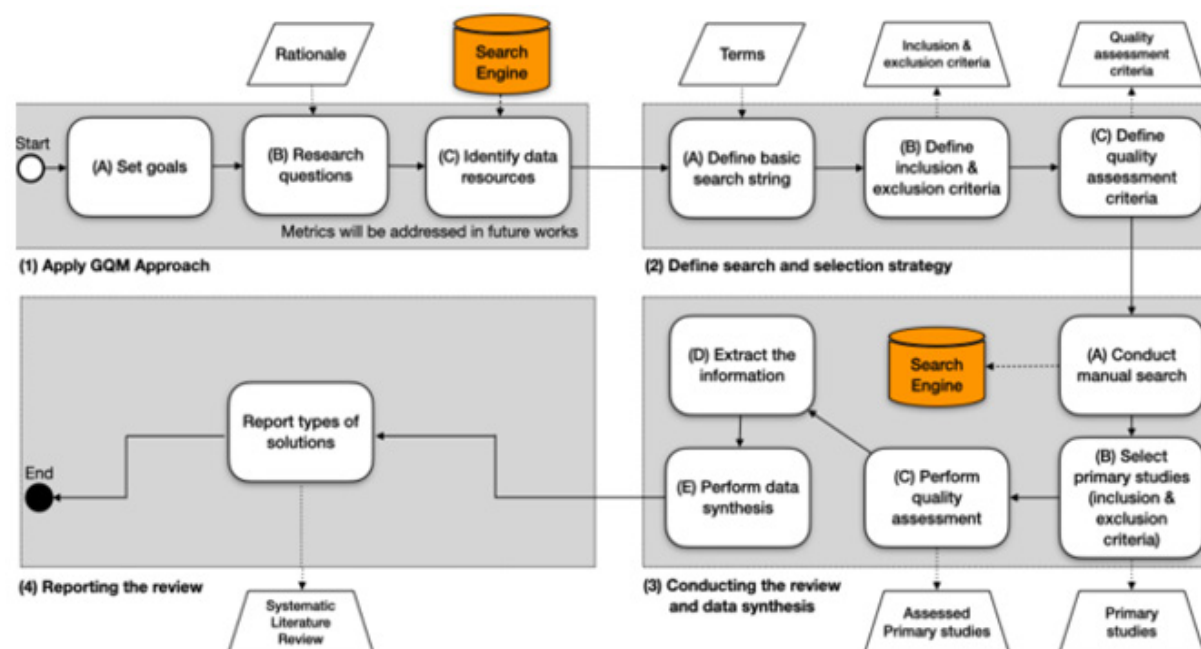 Rationale
Search
Engine
Terms
Inclusion &
exclusion criteria
Quality
assessment
criteria
Start
(A) Set goals
(B) Research
questions
(C) Identify data
resources
Metrics will be addressed in future works
(1) Apply GQM Approach
(A) Define basic
search string
(B) Define
inclusion &
exclusion criteria
(C) Define
quality
assessment
criteria
(2) Define search and selection strategy
(A) Conduct
manual search
Search
Engine
(B) Select
primary studies
(inclusion &
exclusion
criteria)
(C) Perform
quality
assessment
(D) Extract the
information
(E) Perform data
synthesis
(3) Conducting the review
and data synthesis
Primary
studies
Assessed
Primary studies
Report types of
solutions
End
(4) Reporting the review
Systematic
Literature
Review